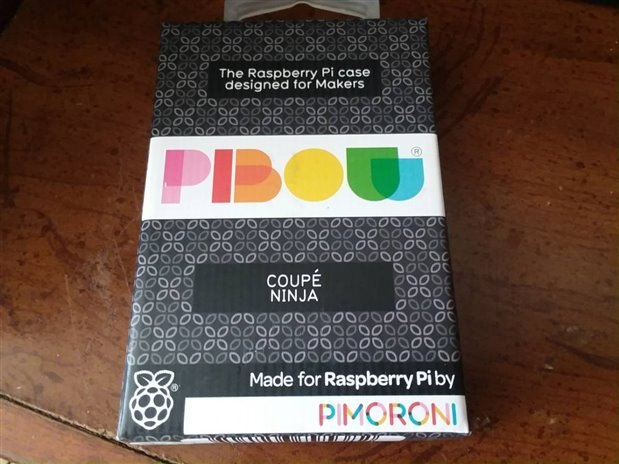 The Raspberry Pi case
designed for Makers
PIBOW®
COUPÉ
NINJA
®
Made for Raspberry Pi by
PIMORONI